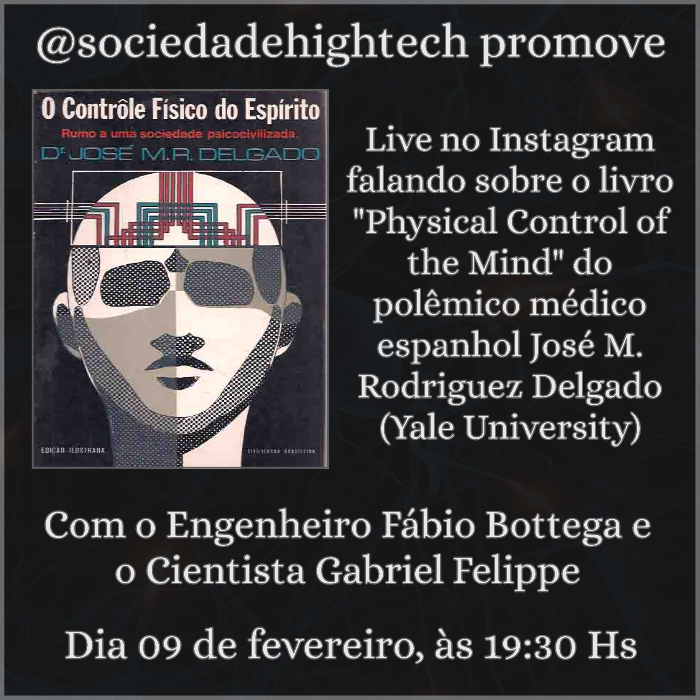 @sociedadehightech promove
O Contrôle Físico do Espírito
Rumo a uma sociedade psicocivilizada.
Dr. JOSÉ M.R. DELGADO
EDIÇÃO ILUSTRADA
CIVILIZAÇÃO BRASILEIRA
Live no Instagram
falando sobre o livro
"Physical Control of
the Mind" do
polêmico médico
espanhol José M.
Rodriguez Delgado
(Yale University)
Com o Engenheiro Fábio Bottega e
o Cientista Gabriel Felippe
Dia 09 de fevereiro, às 19:30 Hs